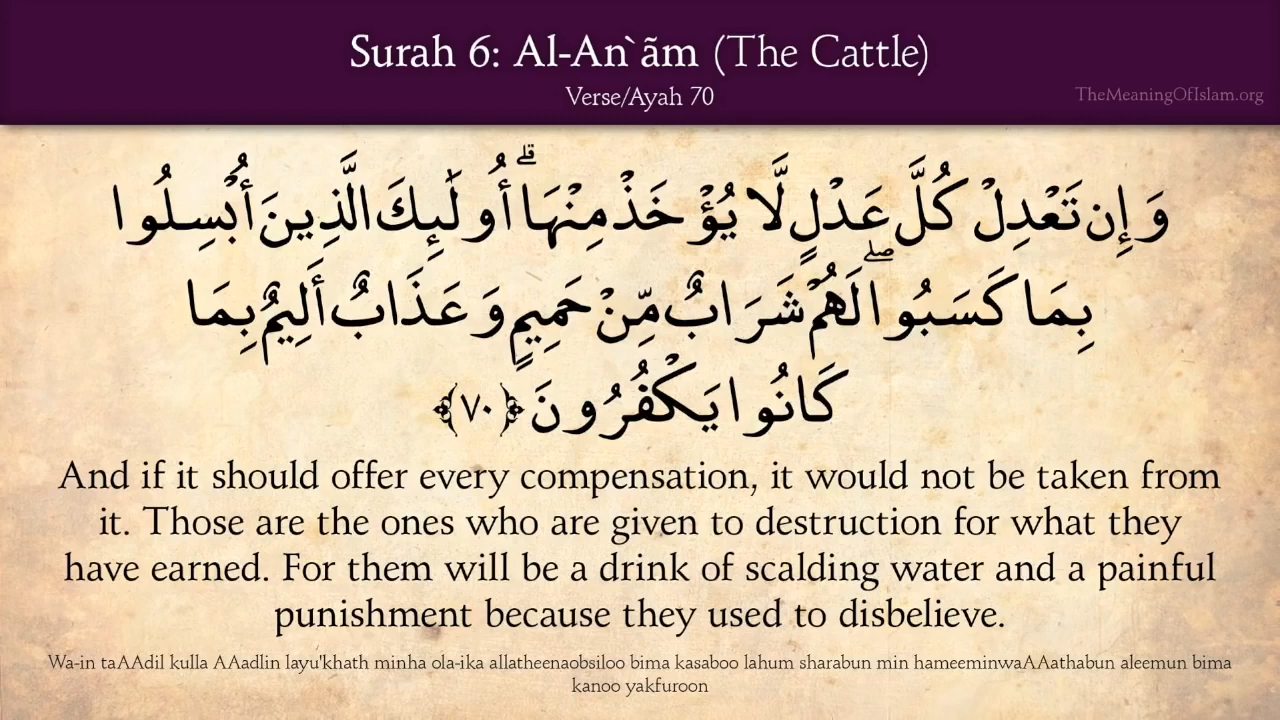 Surah 6: Al-An`ãm (The Cattle)
Verse/Ayah 70
TheMeaningOfIslam.org
وَإِن تَعْدِلْ كُلَّ عَدْلٍ لَّا يُؤْخَذْ مِنْهَا ۗ أُولَٰئِكَ الَّذِينَ أُبْسِلُوا
بِمَا كَسَبُوا ۖ لَهُمْ شَرَابٌ مِّنْ حَمِيمٍ وَعَذَابٌ أَلِيمٌ بِمَا
كَانُوا يَكْفُرُونَ ﴿٧٠﴾
And if it should offer every compensation, it would not be taken from
it. Those are the ones who are given to destruction for what they
have earned. For them will be a drink of scalding water and a painful
punishment because they used to disbelieve.
Wa-in taAAdil kulla AAadlin layu'khath minha ola-ika allatheenaobsiloo bima kasaboo lahum sharabun min hameeminwaAAathabun aleemun bima
kanoo yakfuroon